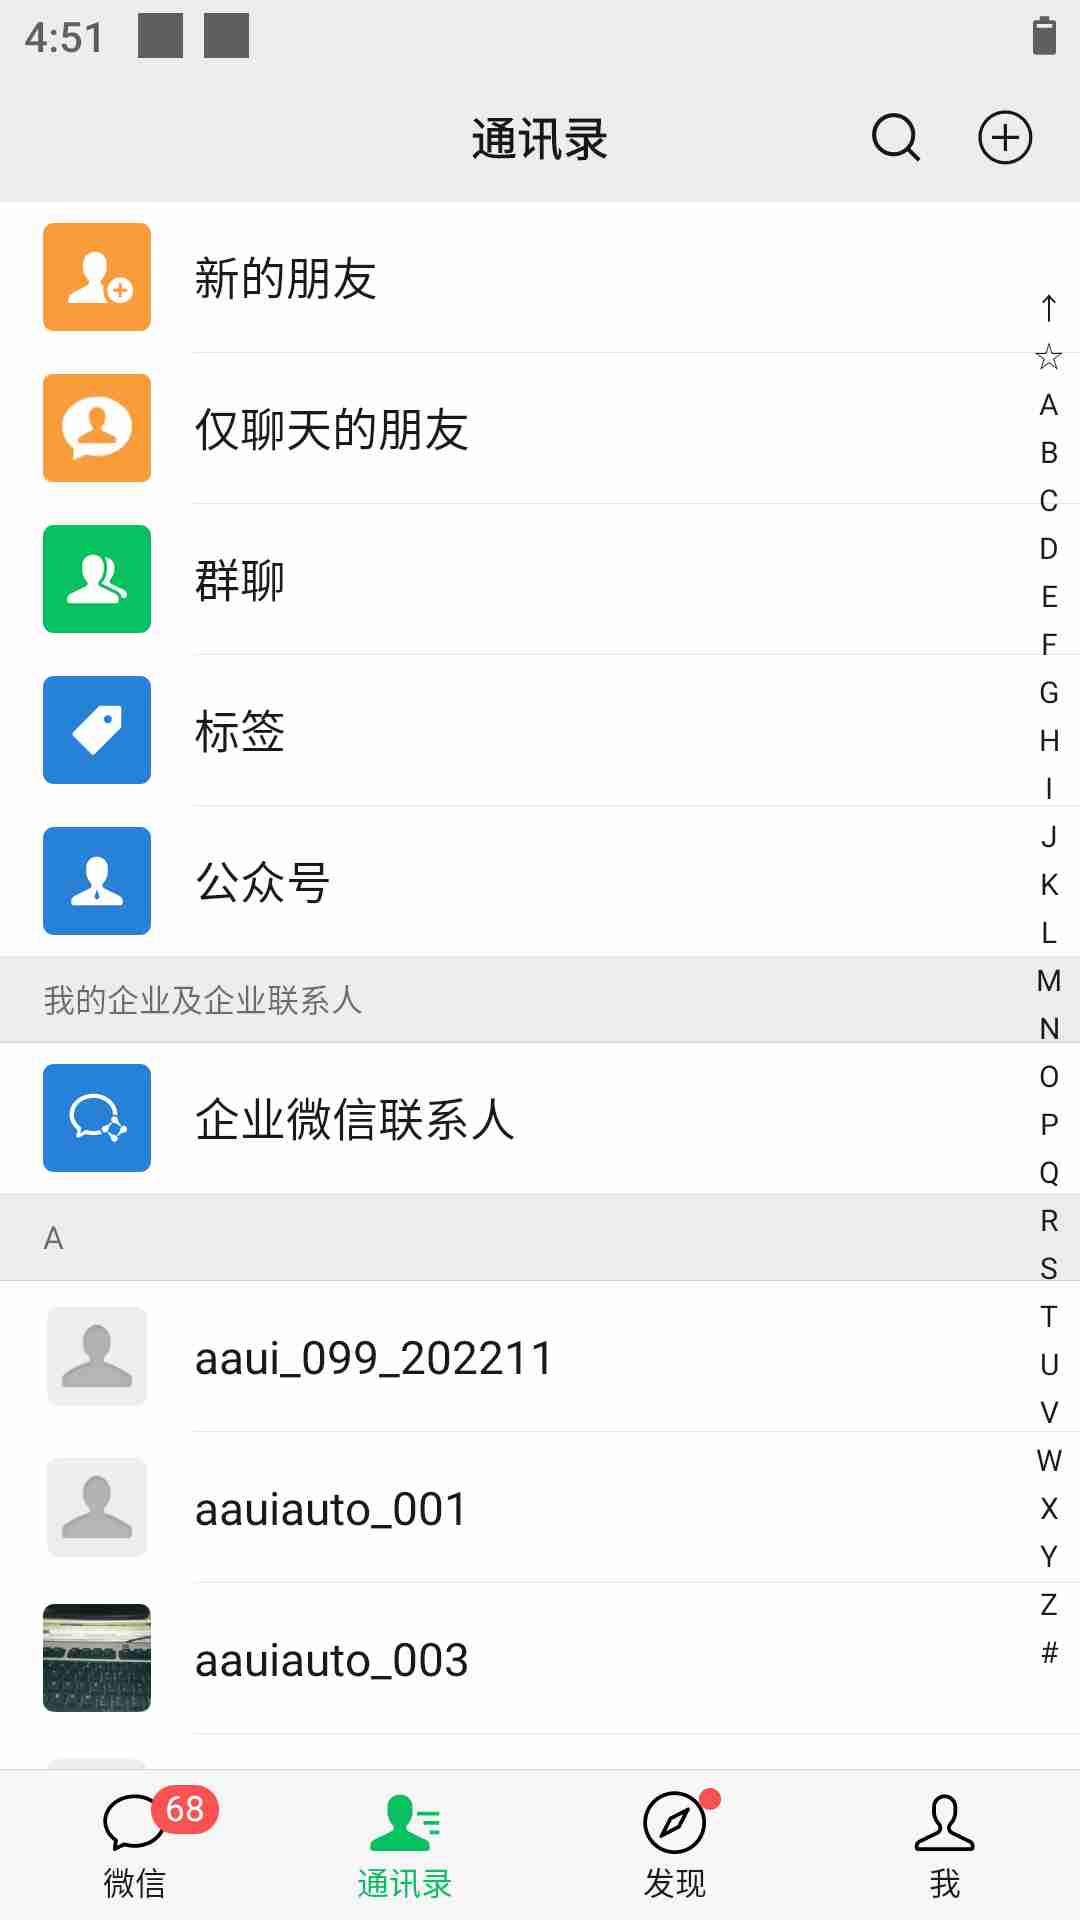 4:51
通讯录
新的朋友
仅聊天的朋友
群聊
标签
公众号
我的企业及企业联系人
企业微信联系人
A
aaui_099_202211
aauiauto_001
aauiauto_003
↑
☆
A
B
C
D
E
F
G
H
I
J
K
L
M
N
O
P
Q
R
S
T
U
V
W
X
Y
Z
#
68
微信
通讯录
发现
我